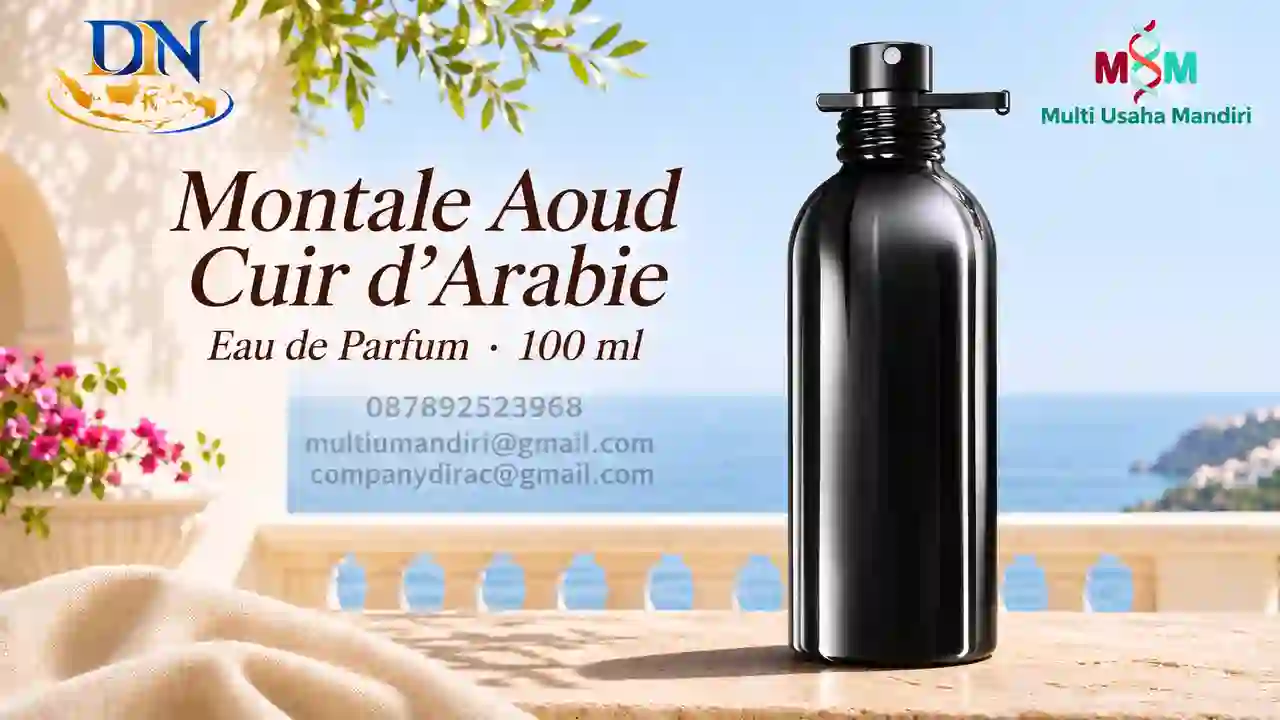 DN
MSM
Multi Usaha Mandiri
Montale Aoud
Cuir d’Arabie
Eau de Parfum · 100 ml
087892523968
multiumandiri@gmail.com
companydirac@gmail.com